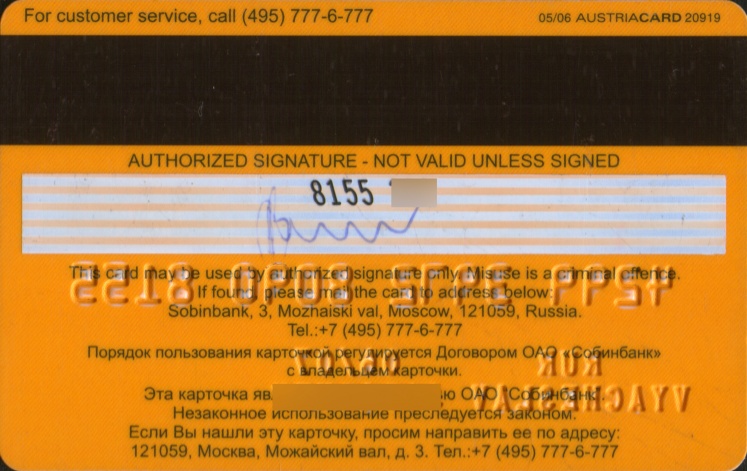 For customer service, call (495) 777-6-777
05/06 AUSTRIACARD 20919
AUTHORIZED SIGNATURE - NOT VALID UNLESS SIGNED
8155
This card may be used by authorized signature only. Misuse is a criminal offence.
If found, please mail the card to address below:
Sobinbank, 3, Mozhaiski val, Moscow, 121059, Russia.
Tel.:+7 (495) 777-6-777
Порядок пользования карточкой регулируется Договором ОАО «Собинбанк»
с владельцем карточки.
Эта карточка ОАО «Собинбанк».
Незаконное использование преследуется законом.
Если Вы нашли эту карточку, просим направить ее по адресу:
121059, Москва, Можайский вал, д. 3. Тел.:+7 (495) 777-6-777
VYACHESLAV